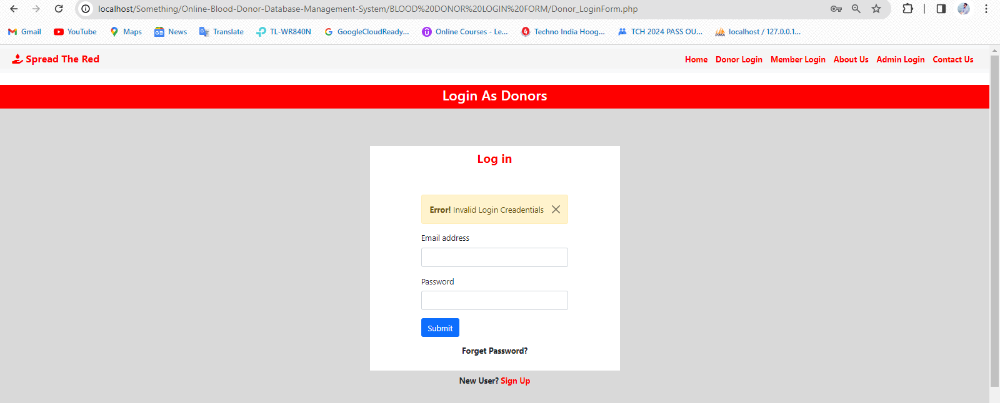 localhost/Something/Online-Blood-Donor-Database-Management-System/BLOOD%20DONOR%20LOGIN%20FORM/Donor_LoginForm.php
Gmail YouTube Maps News Translate TL-WR840N GoogleCloudReady... Online Courses - Le... Techno India Hoog... TCH 2024 PASS OU... localhost / 127.0.0.1...
Spread The Red Home Donor Login Member Login About Us Admin Login Contact Us
Login As Donors
Log in
Error! Invalid Login Creadentials
Email address
Password
Submit
Forget Password?
New User? Sign Up